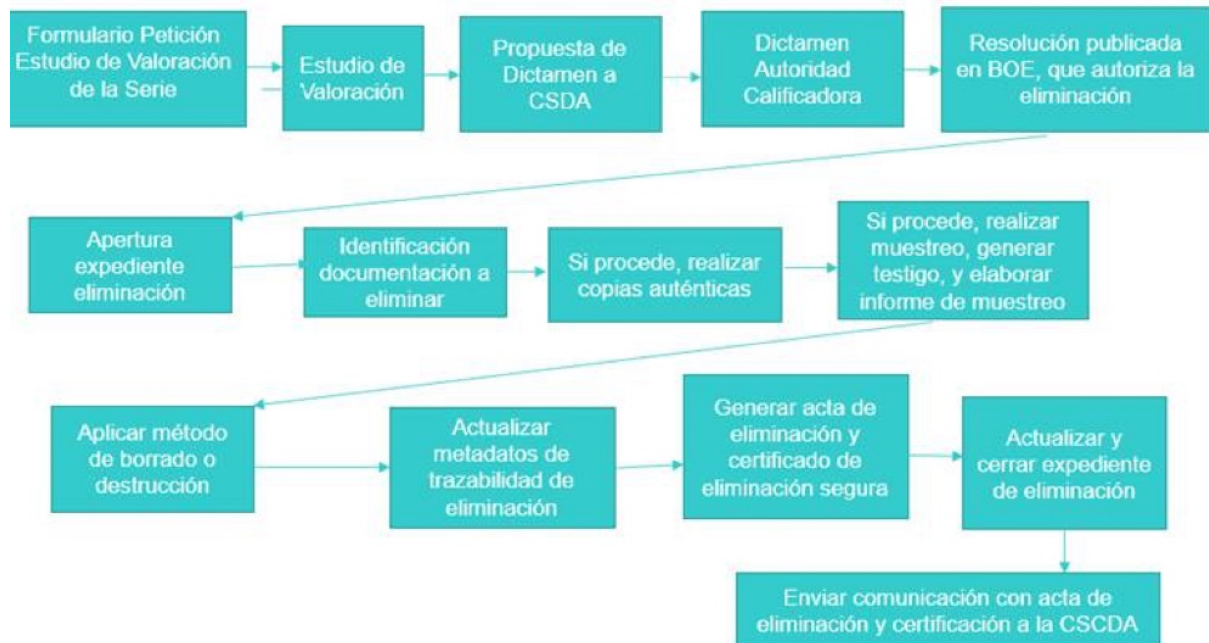 Formulario Petición
Estudio de Valoración
de la Serie
Estudio de
Valoración
Propuesta de
Dictamen a
CSDA
Dictamen
Autoridad
Calificadora
Resolución publicada
en BOE, que autoriza la
eliminación
Apertura
expediente
eliminación
Identificación
documentación a
eliminar
Si procede, realizar
copias auténticas
Si procede, realizar
muestreo, generar
testigo, y elaborar
informe de muestreo
Aplicar método
de borrado o
destrucción
Actualizar
metadatos de
trazabilidad de
eliminación
Generar acta de
eliminación y
certificado de
eliminación segura
Actualizar y
cerrar expediente
de eliminación
Enviar comunicación con acta de
eliminación y certificación a la CSCDA